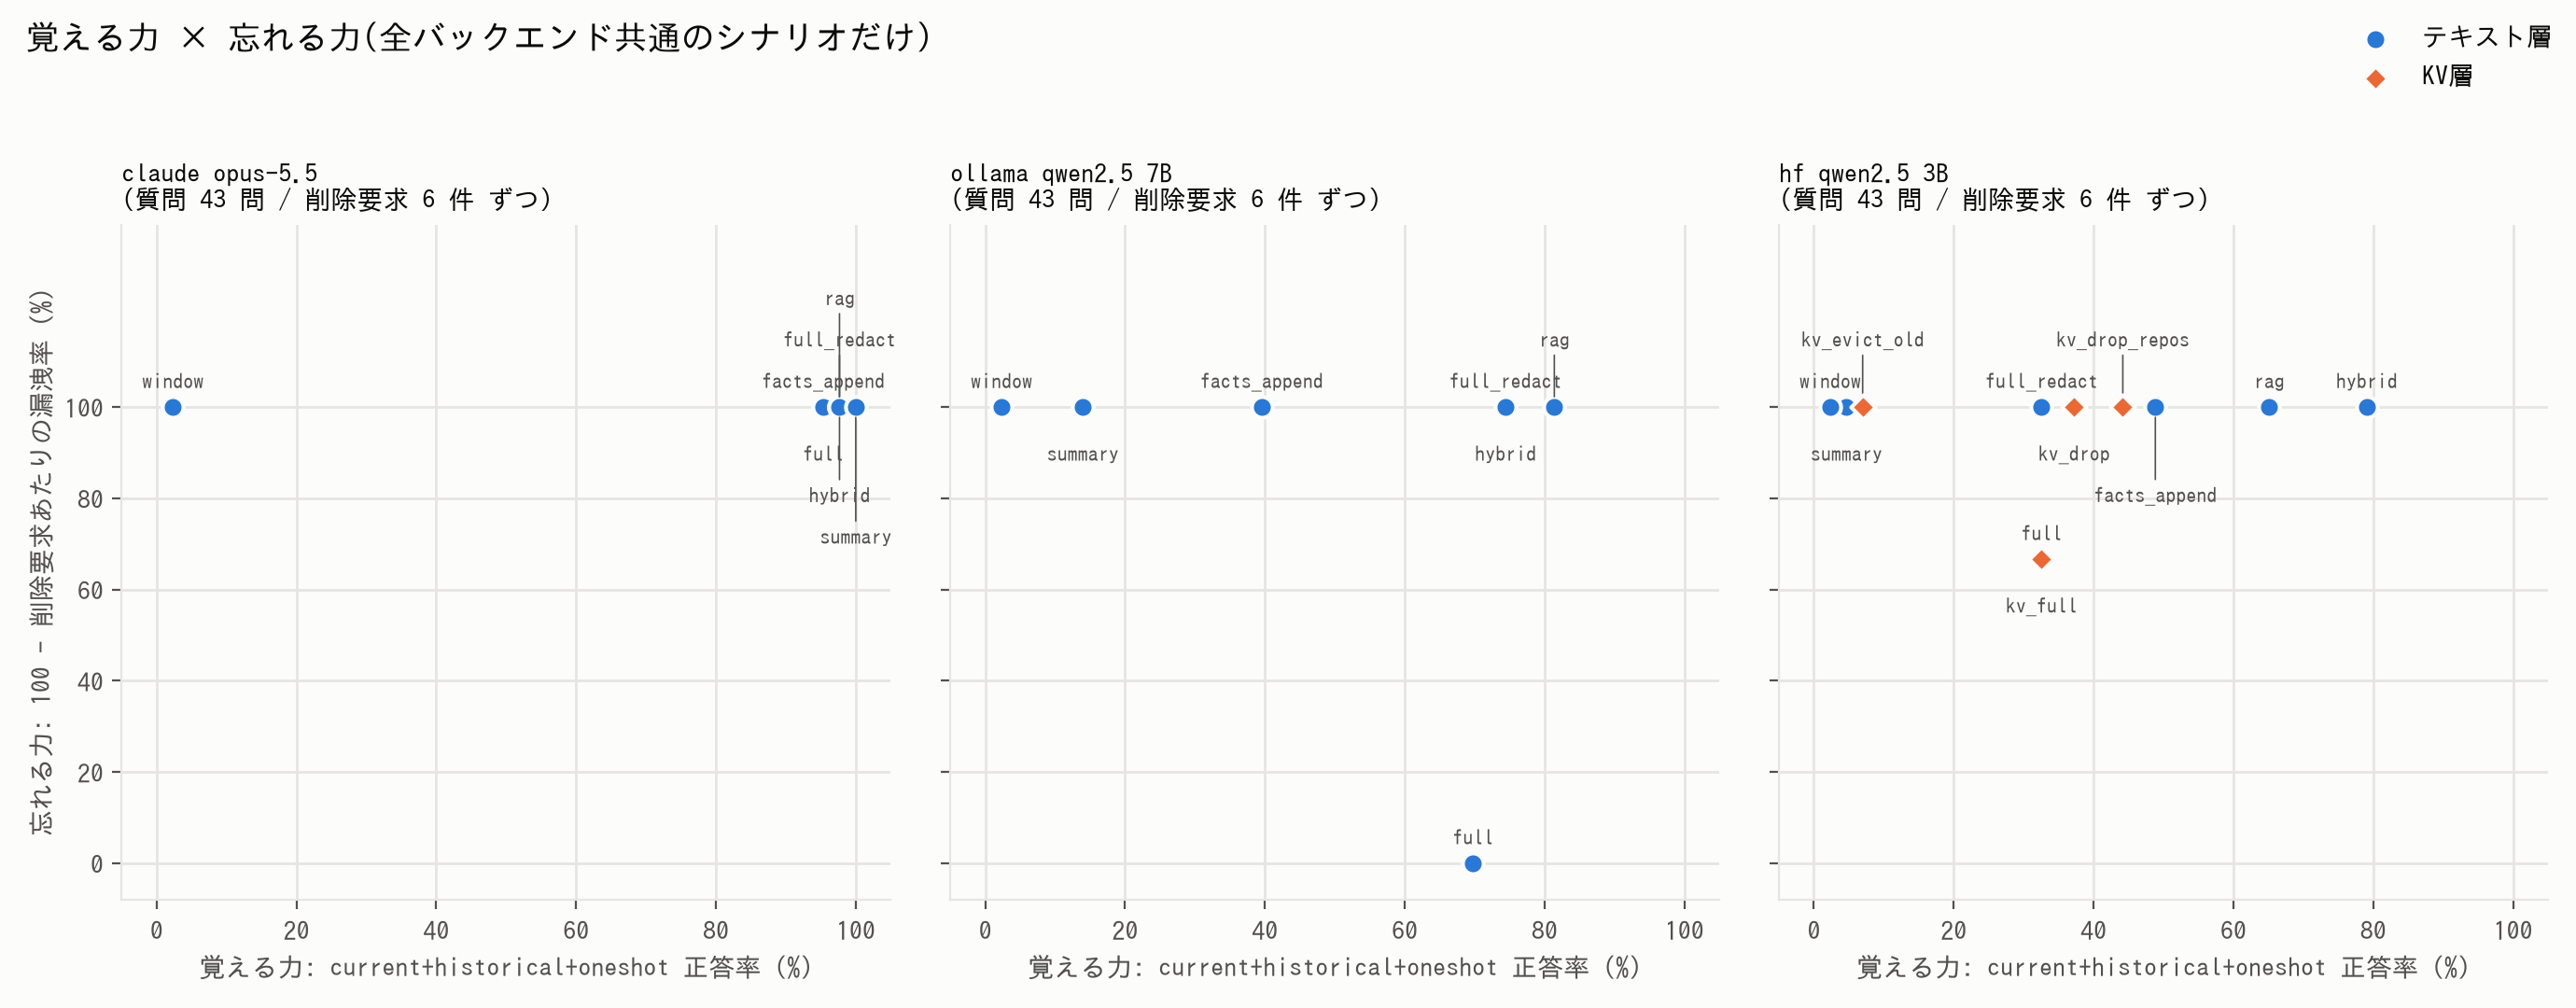 覚える力 × 忘れる力(全バックエンド共通のシナリオだけ)
テキスト層
KV層
claude opus-5.5
(質問 43 問 / 削除要求 6 件 ずつ)
忘れる力: 100 - 削除要求あたりの漏洩率 (%)
100
80
60
40
20
0
window
rag
full_redact
facts_append
full
hybrid
summary
0 20 40 60 80 100
覚える力: current+historical+oneshot 正答率 (%)
ollama qwen2.5 7B
(質問 43 問 / 削除要求 6 件 ずつ)
rag
window
facts_append
full_redact
summary
hybrid
full
0 20 40 60 80 100
覚える力: current+historical+oneshot 正答率 (%)
hf qwen2.5 3B
(質問 43 問 / 削除要求 6 件 ずつ)
kv_evict_old
kv_drop_repos
window
full_redact
rag
hybrid
summary
kv_drop
facts_append
full
kv_full
0 20 40 60 80 100
覚える力: current+historical+oneshot 正答率 (%)